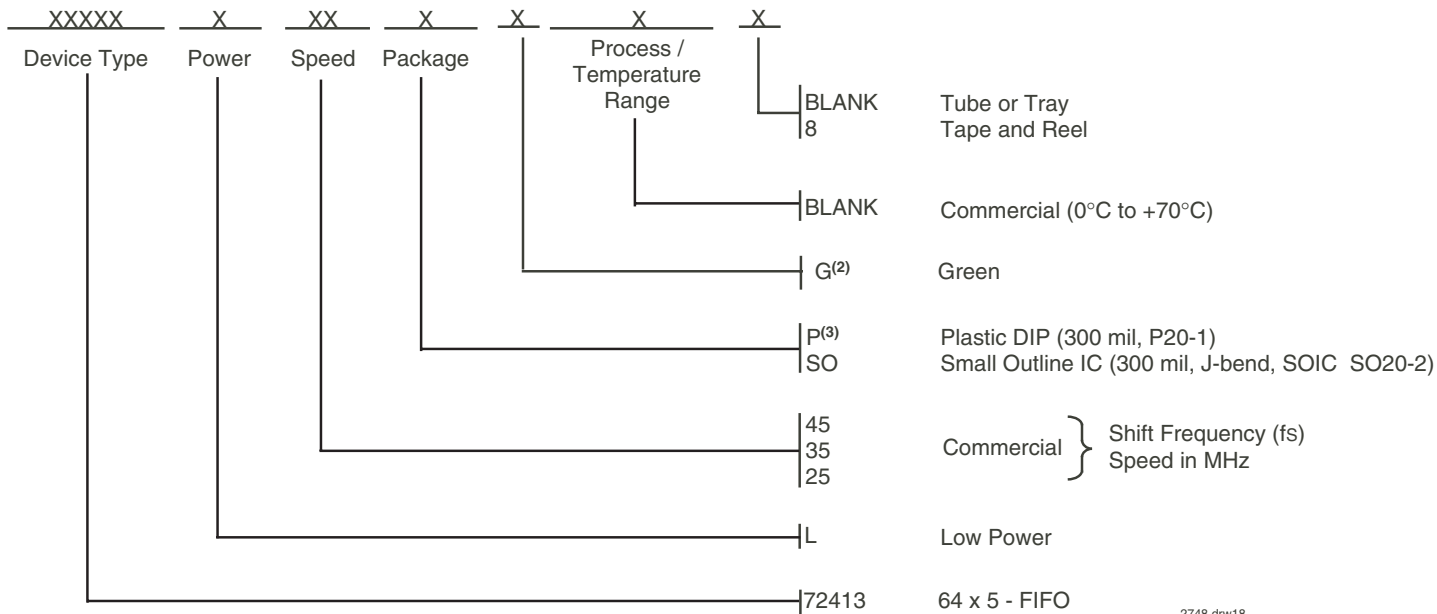 XXXXX X XX X X X X
Device Type Power Speed Package Process /
Temperature
Range
BLANK Tube or Tray
8 Tape and Reel
BLANK Commercial (0°C to +70°C)
G(2) Green
P(3) Plastic DIP (300 mil, P20-1)
SO Small Outline IC (300 mil, J-bend, SOIC SO20-2)
45
35
25
Commercial } Shift Frequency (fs)
Speed in MHz
L Low Power
72413 64 x 5 - FIFO
2748 drw18